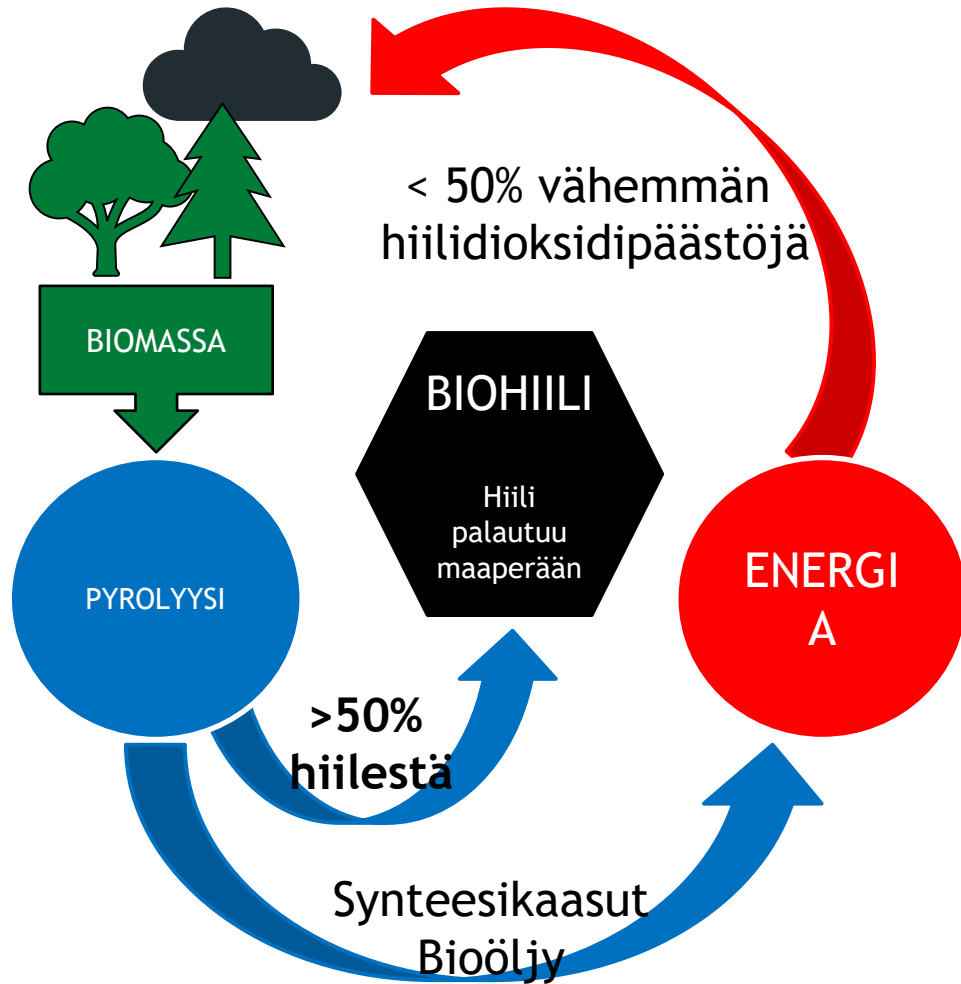 < 50% vähemmän
hiilidioksidipäästöjä
BIOMASSA
BIOHIILI
Hiili
palautuu
maaperään
PYROLYYSI
ENERGI
A
>50%
hiilestä
Synteesikaasut
Bioöljy